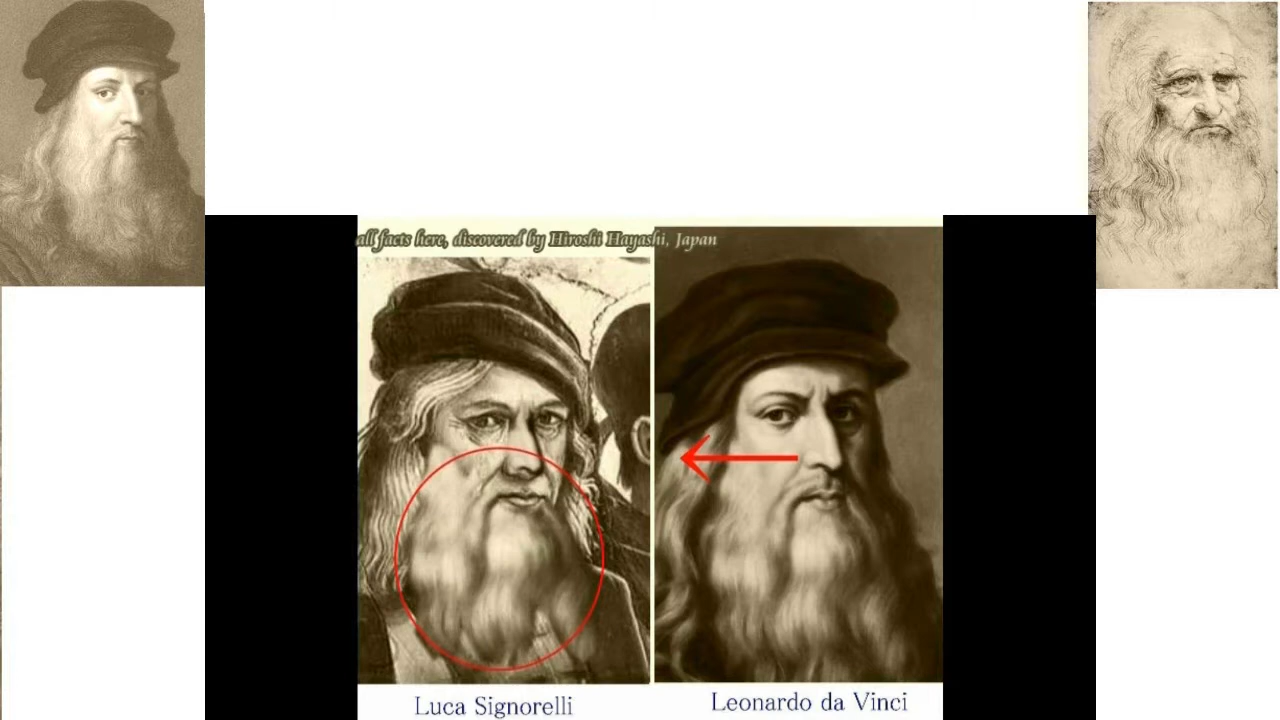 all facts here, discovered by Hiroshi Hayashi, Japan
Luca Signorelli
Leonardo da Vinci